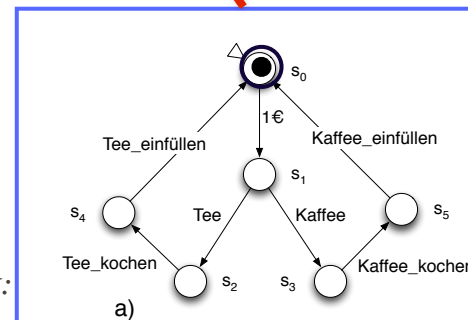 s0
1€
Tee_einfüllen
Kaffee_einfüllen
s1
s4
Tee
Kaffee
s5
Tee_kochen
Kaffee_kochen
s2
s3
a)